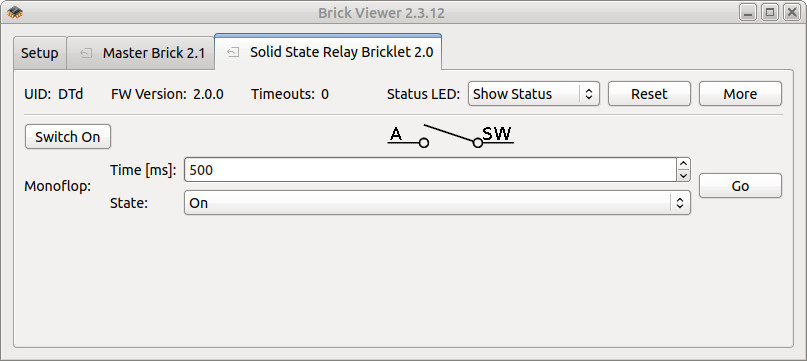 Brick Viewer 2.3.12
Setup Master Brick 2.1 Solid State Relay Bricklet 2.0
UID: DTd FW Version: 2.0.0 Timeouts: 0 Status LED: Show Status Reset More
Switch On A SW
Monoflop: Time [ms]: 500 Go
State: On